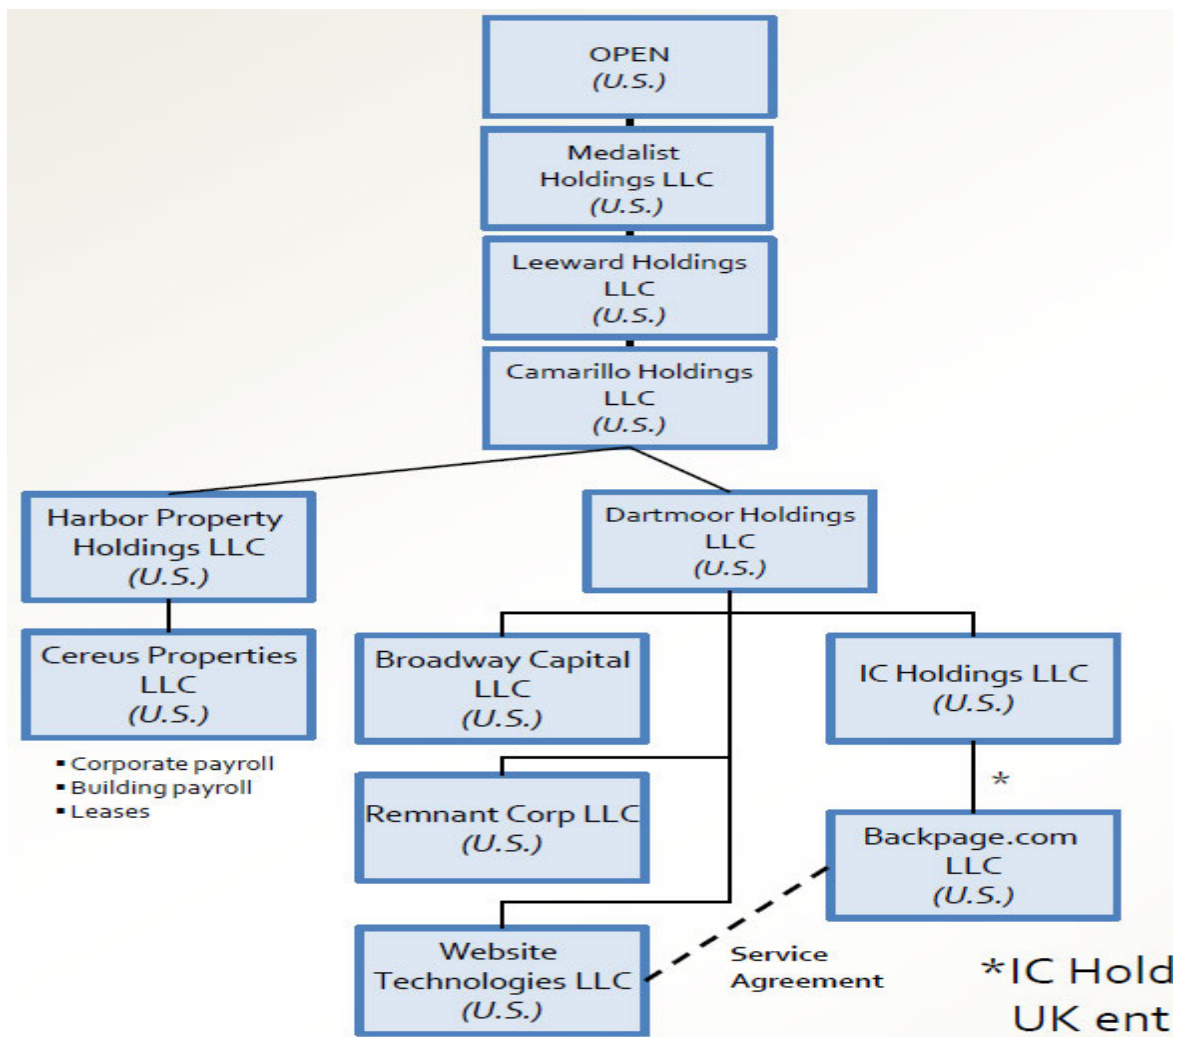 OPEN
(U.S.)
Medalist
Holdings LLC
(U.S.)
Leeward Holdings
LLC
(U.S.)
Camarillo Holdings
LLC
(U.S.)
Harbor Property
Holdings LLC
(U.S.)
Dartmoor Holdings
LLC
(U.S.)
Cereus Properties
LLC
(U.S.)
▪ Corporate payroll
▪ Building payroll
▪ Leases
Broadway Capital
LLC
(U.S.)
IC Holdings LLC
(U.S.)
*
Remnant Corp LLC
(U.S.)
Backpage.com
LLC
(U.S.)
Website
Technologies LLC
(U.S.)
Service
Agreement
*IC Hold
UK ent